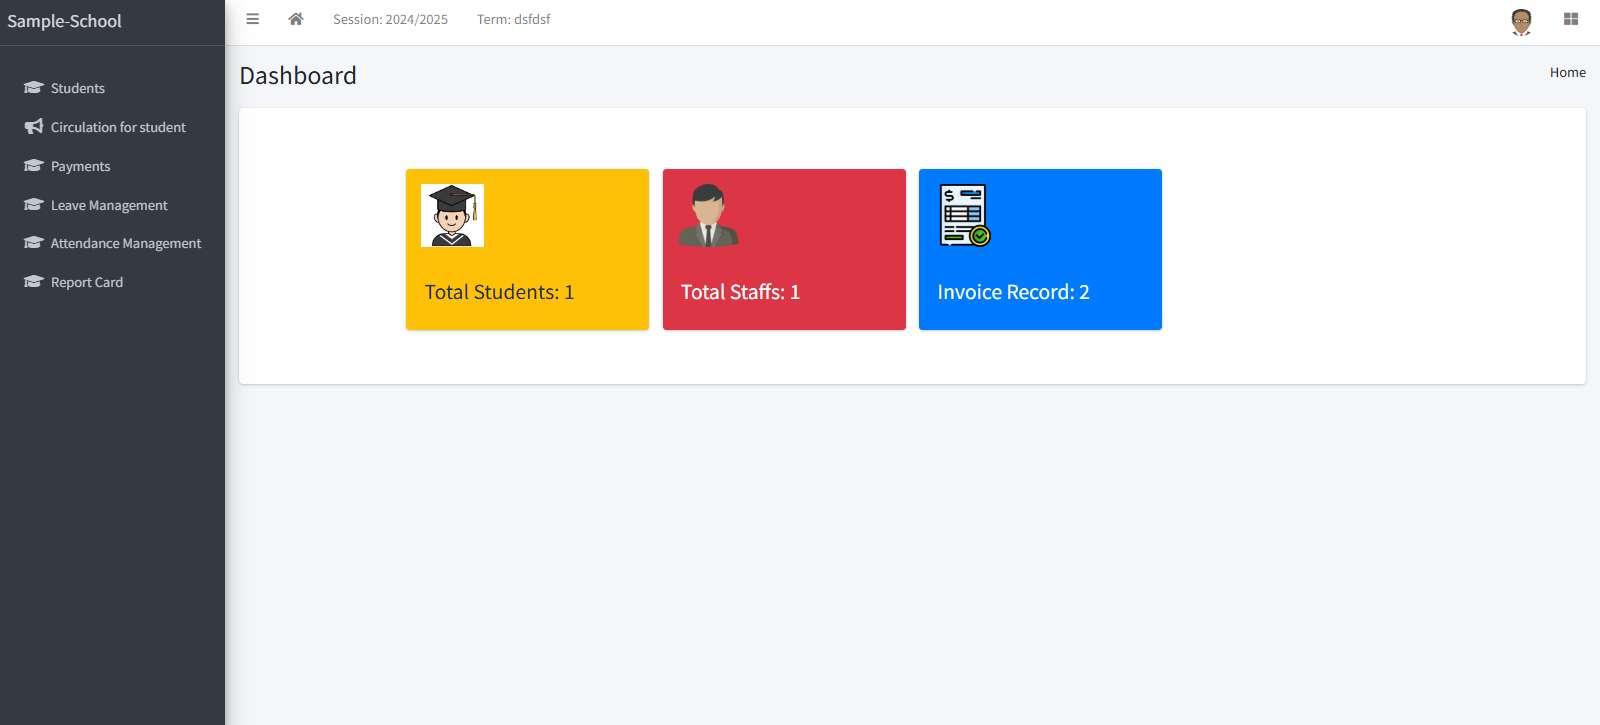 Sample-School
Session: 2024/2025
Term: dsfdsf
Students
Circulation for student
Payments
Leave Management
Attendance Management
Report Card
Dashboard
Home
Total Students: 1
Total Staffs: 1
Invoice Record: 2